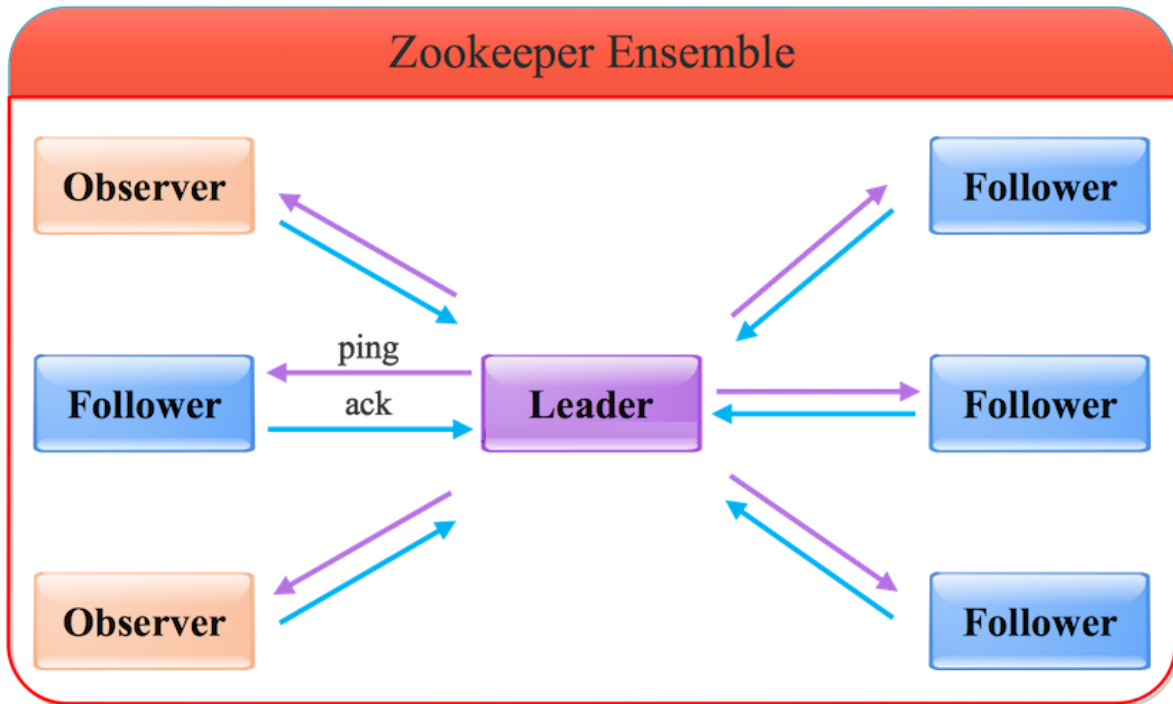 Zookeeper Ensemble
Observer
Follower
ping
Follower
ack
Leader
Follower
Observer
Follower